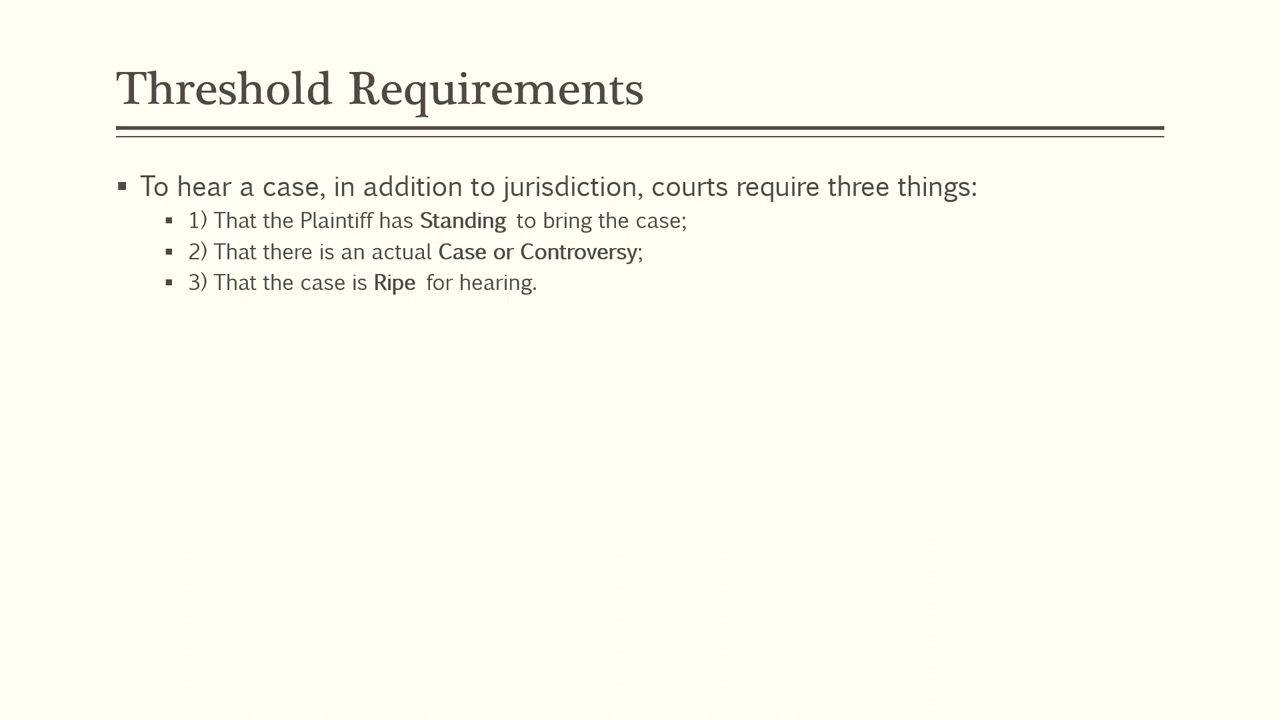 Threshold Requirements
▪ To hear a case, in addition to jurisdiction, courts require three things:
▪ 1) That the Plaintiff has Standing to bring the case;
▪ 2) That there is an actual Case or Controversy;
▪ 3) That the case is Ripe for hearing.